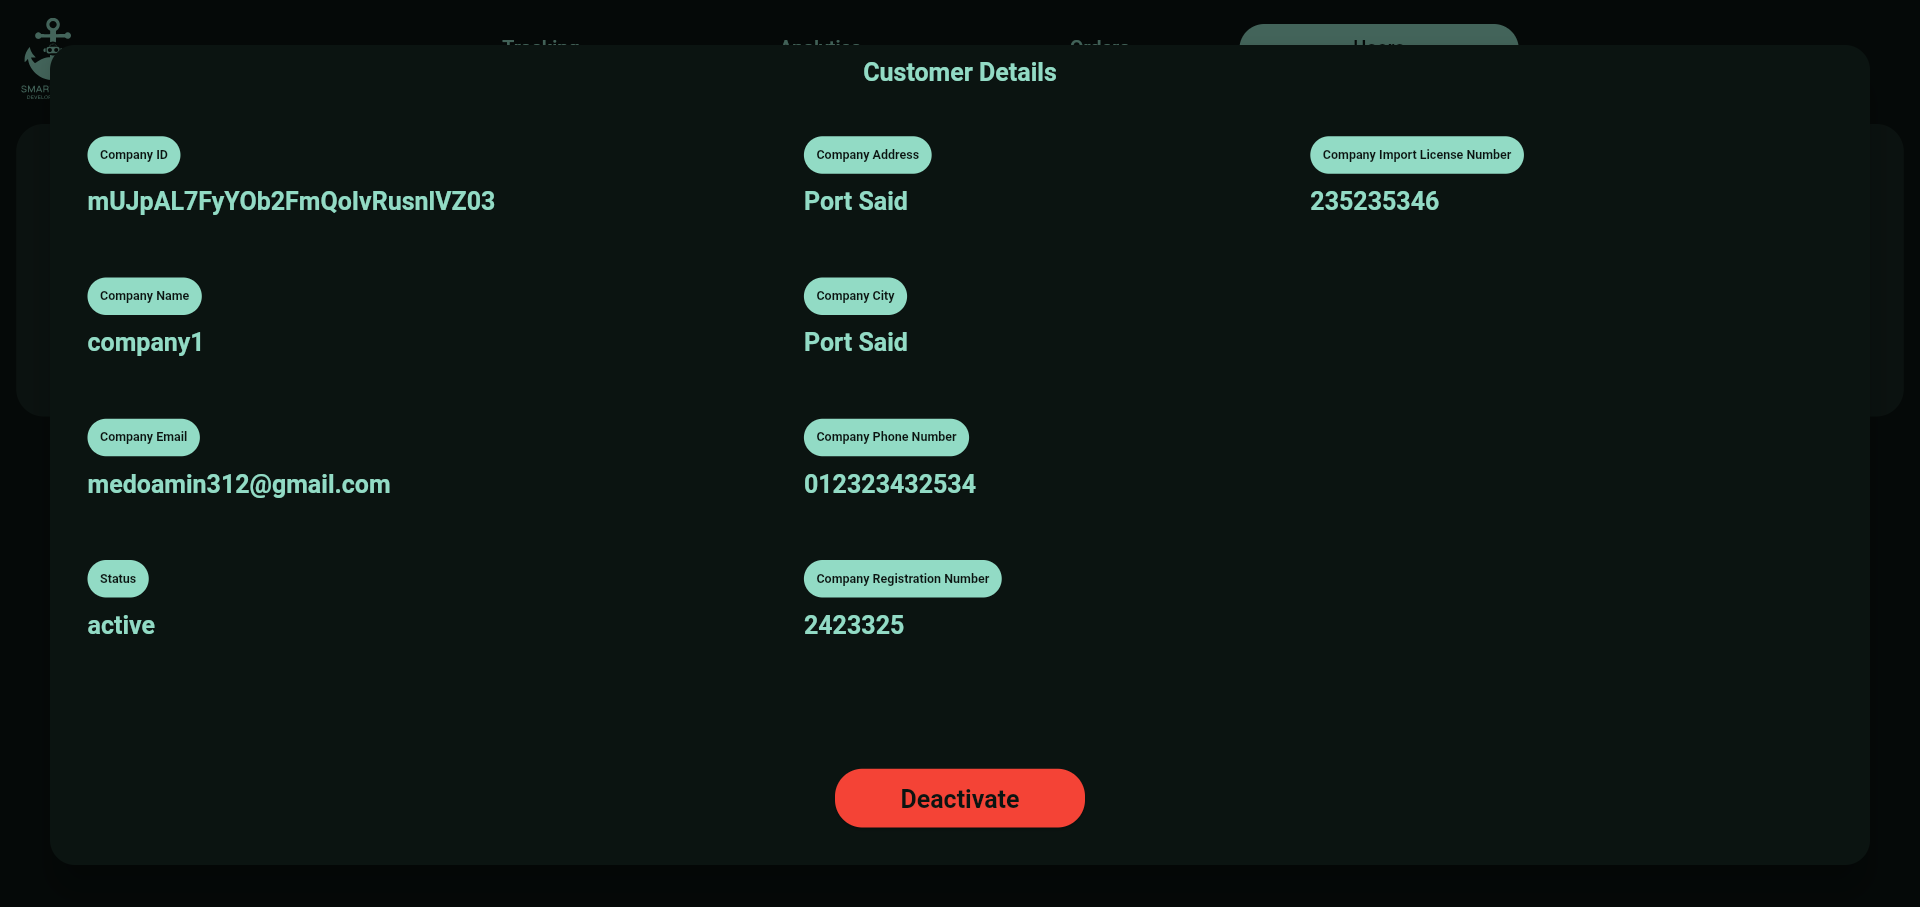 Tracking Analytics Orders Users
SMAR
Customer Details
Company ID
mUJpAL7FyYOb2FmQolvRusnlVZ03
Company Address
Port Said
Company Import License Number
235235346
Company Name
company1
Company City
Port Said
Company Email
medoamin312@gmail.com
Company Phone Number
012323432534
Status
active
Company Registration Number
2423325
Deactivate